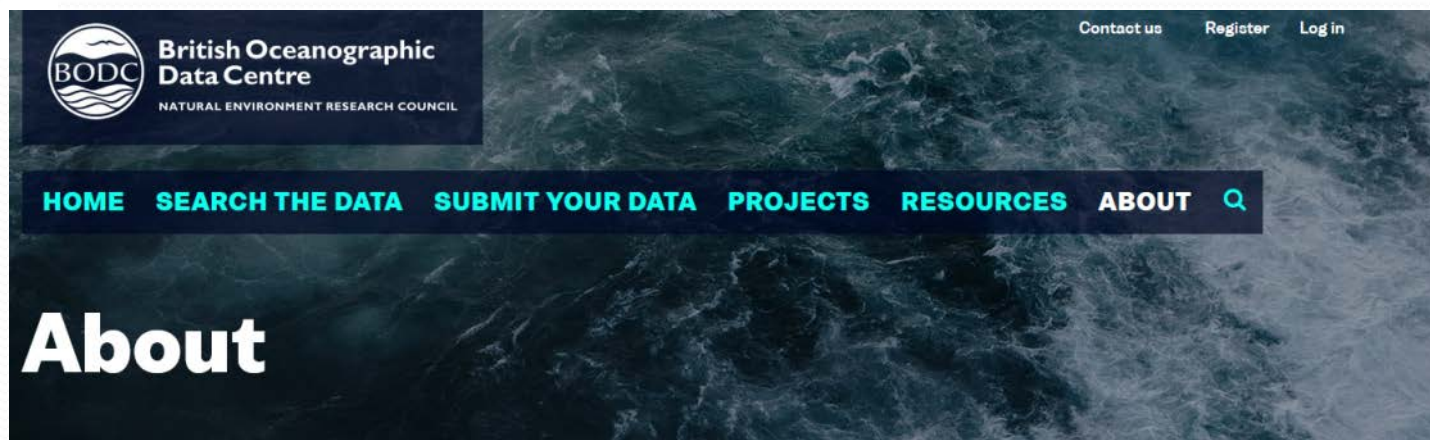 Contact us Register Log in
BODC
British Oceanographic
Data Centre
NATURAL ENVIRONMENT RESEARCH COUNCIL
HOME SEARCH THE DATA SUBMIT YOUR DATA PROJECTS RESOURCES ABOUT
About